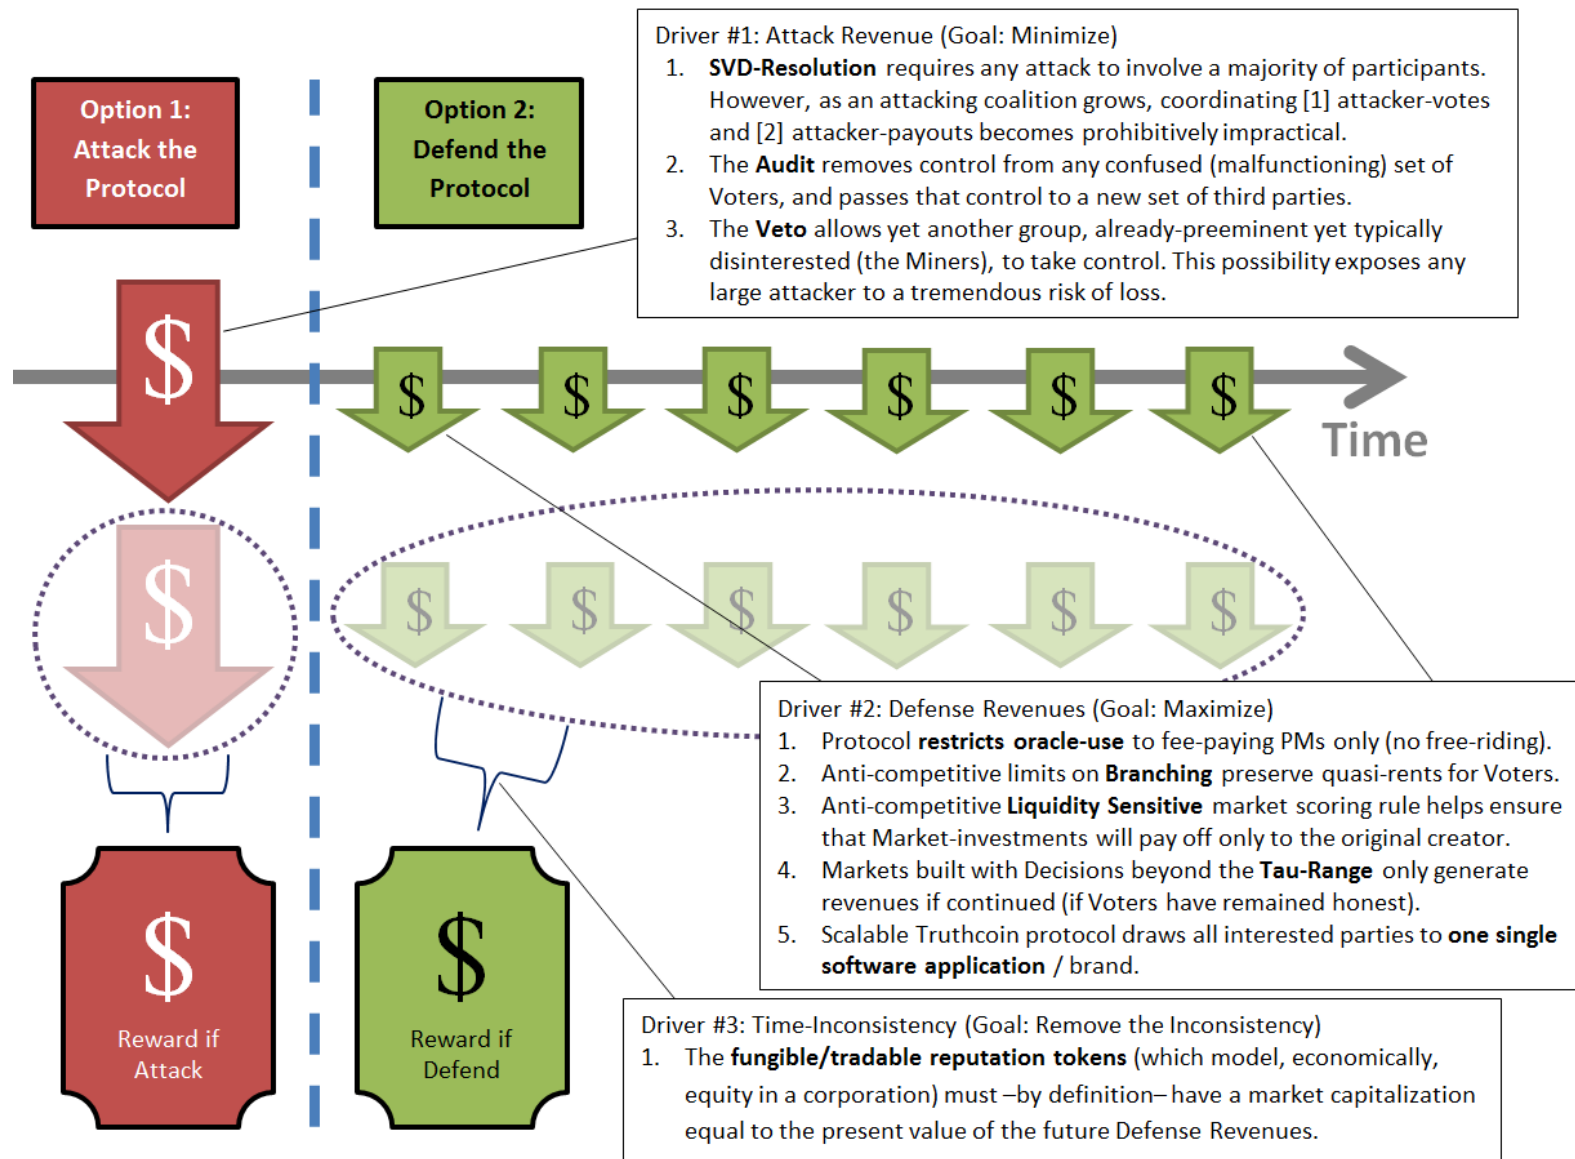 Option 1:
Attack the
Protocol
Option 2:
Defend the
Protocol
Driver #1: Attack Revenue (Goal: Minimize)
1. SVD-Resolution requires any attack to involve a majority of participants.
However, as an attacking coalition grows, coordinating [1] attacker-votes
and [2] attacker-payouts becomes prohibitively impractical.
2. The Audit removes control from any confused (malfunctioning) set of
Voters, and passes that control to a new set of third parties.
3. The Veto allows yet another group, already-preeminent yet typically
disinterested (the Miners), to take control. This possibility exposes any
large attacker to a tremendous risk of loss.
$
$ $ $ $ $ $
Time
$
$ $ $ $ $ $
Driver #2: Defense Revenues (Goal: Maximize)
1. Protocol restricts oracle-use to fee-paying PMs only (no free-riding).
2. Anti-competitive limits on Branching preserve quasi-rents for Voters.
3. Anti-competitive Liquidity Sensitive market scoring rule helps ensure
that Market-investments will pay off only to the original creator.
4. Markets built with Decisions beyond the Tau-Range only generate
revenues if continued (if Voters have remained honest).
5. Scalable Truthcoin protocol draws all interested parties to one single
software application / brand.
$
Reward if
Attack
$
Reward if
Defend
Driver #3: Time-Inconsistency (Goal: Remove the Inconsistency)
1. The fungible/tradable reputation tokens (which model, economically,
equity in a corporation) must –by definition– have a market capitalization
equal to the present value of the future Defense Revenues.